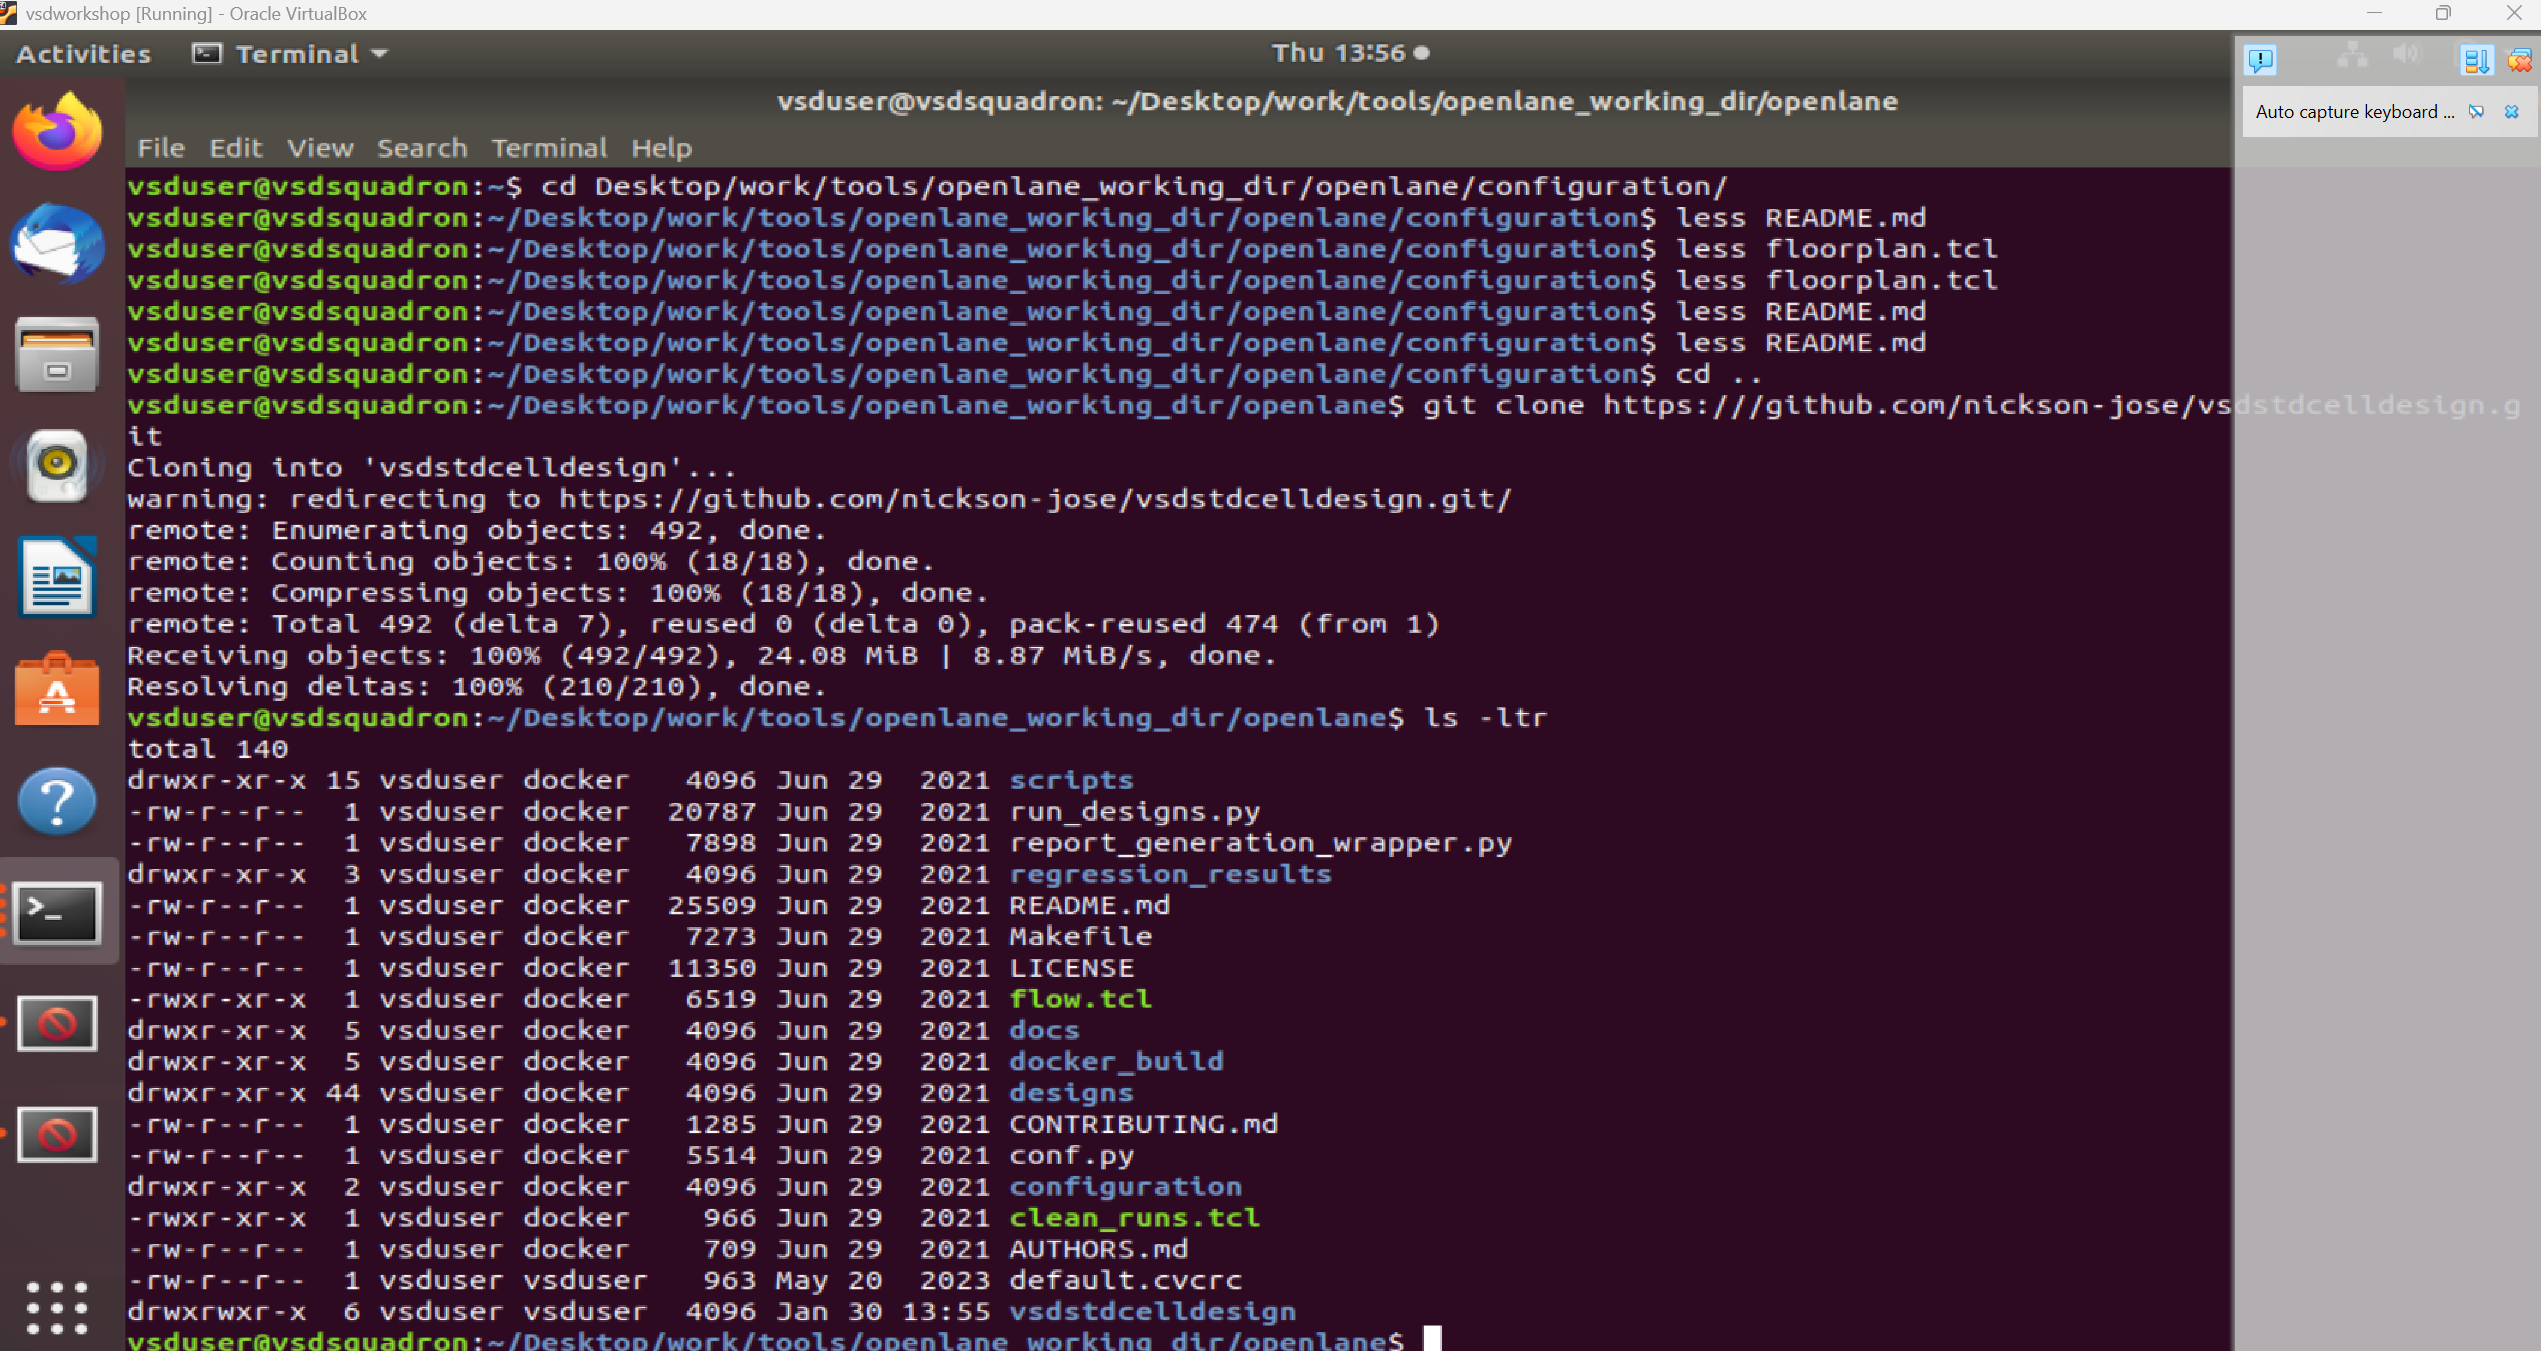 vsdworkshop [Running] - Oracle VirtualBox
Activities Terminal Thu 13:56
vsduser@vsdsquadron: ~/Desktop/work/tools/openlane_working_dir/openlane
Auto capture keyboard ...
File Edit View Search Terminal Help
vsduser@vsdsquadron:~$ cd Desktop/work/tools/openlane_working_dir/openlane/configuration/
vsduser@vsdsquadron:~/Desktop/work/tools/openlane_working_dir/openlane/configuration$ less README.md
vsduser@vsdsquadron:~/Desktop/work/tools/openlane_working_dir/openlane/configuration$ less floorplan.tcl
vsduser@vsdsquadron:~/Desktop/work/tools/openlane_working_dir/openlane/configuration$ less floorplan.tcl
vsduser@vsdsquadron:~/Desktop/work/tools/openlane_working_dir/openlane/configuration$ less README.md
vsduser@vsdsquadron:~/Desktop/work/tools/openlane_working_dir/openlane/configuration$ less README.md
vsduser@vsdsquadron:~/Desktop/work/tools/openlane_working_dir/openlane/configuration$ cd ..
vsduser@vsdsquadron:~/Desktop/work/tools/openlane_working_dir/openlane$ git clone https:///github.com/nickson-jose/vsdstdcelldesign.g
it
Cloning into 'vsdstdcelldesign'...
warning: redirecting to https://github.com/nickson-jose/vsdstdcelldesign.git/
remote: Enumerating objects: 492, done.
remote: Counting objects: 100% (18/18), done.
remote: Compressing objects: 100% (18/18), done.
remote: Total 492 (delta 7), reused 0 (delta 0), pack-reused 474 (from 1)
Receiving objects: 100% (492/492), 24.08 MiB | 8.87 MiB/s, done.
Resolving deltas: 100% (210/210), done.
vsduser@vsdsquadron:~/Desktop/work/tools/openlane_working_dir/openlane$ ls -ltr
total 140
drwxr-xr-x 15 vsduser docker 4096 Jun 29 2021 scripts
-rw-r--r-- 1 vsduser docker 20787 Jun 29 2021 run_designs.py
-rw-r--r-- 1 vsduser docker 7898 Jun 29 2021 report_generation_wrapper.py
drwxr-xr-x 3 vsduser docker 4096 Jun 29 2021 regression_results
-rw-r--r-- 1 vsduser docker 25509 Jun 29 2021 README.md
-rw-r--r-- 1 vsduser docker 7273 Jun 29 2021 Makefile
-rw-r--r-- 1 vsduser docker 11350 Jun 29 2021 LICENSE
-rwxr-xr-x 1 vsduser docker 6519 Jun 29 2021 flow.tcl
drwxr-xr-x 5 vsduser docker 4096 Jun 29 2021 docs
drwxr-xr-x 5 vsduser docker 4096 Jun 29 2021 docker_build
drwxr-xr-x 44 vsduser docker 4096 Jun 29 2021 designs
-rw-r--r-- 1 vsduser docker 1285 Jun 29 2021 CONTRIBUTING.md
-rw-r--r-- 1 vsduser docker 5514 Jun 29 2021 conf.py
drwxr-xr-x 2 vsduser docker 4096 Jun 29 2021 configuration
-rwxr-xr-x 1 vsduser docker 966 Jun 29 2021 clean_runs.tcl
-rw-r--r-- 1 vsduser docker 709 Jun 29 2021 AUTHORS.md
-rw-r--r-- 1 vsduser vsduser 963 May 20 2023 default.cvcrc
drwxrwxr-x 6 vsduser vsduser 4096 Jan 30 13:55 vsdstdcelldesign
vsduser@vsdsquadron:~/Desktop/work/tools/openlane_working_dir/openlane$